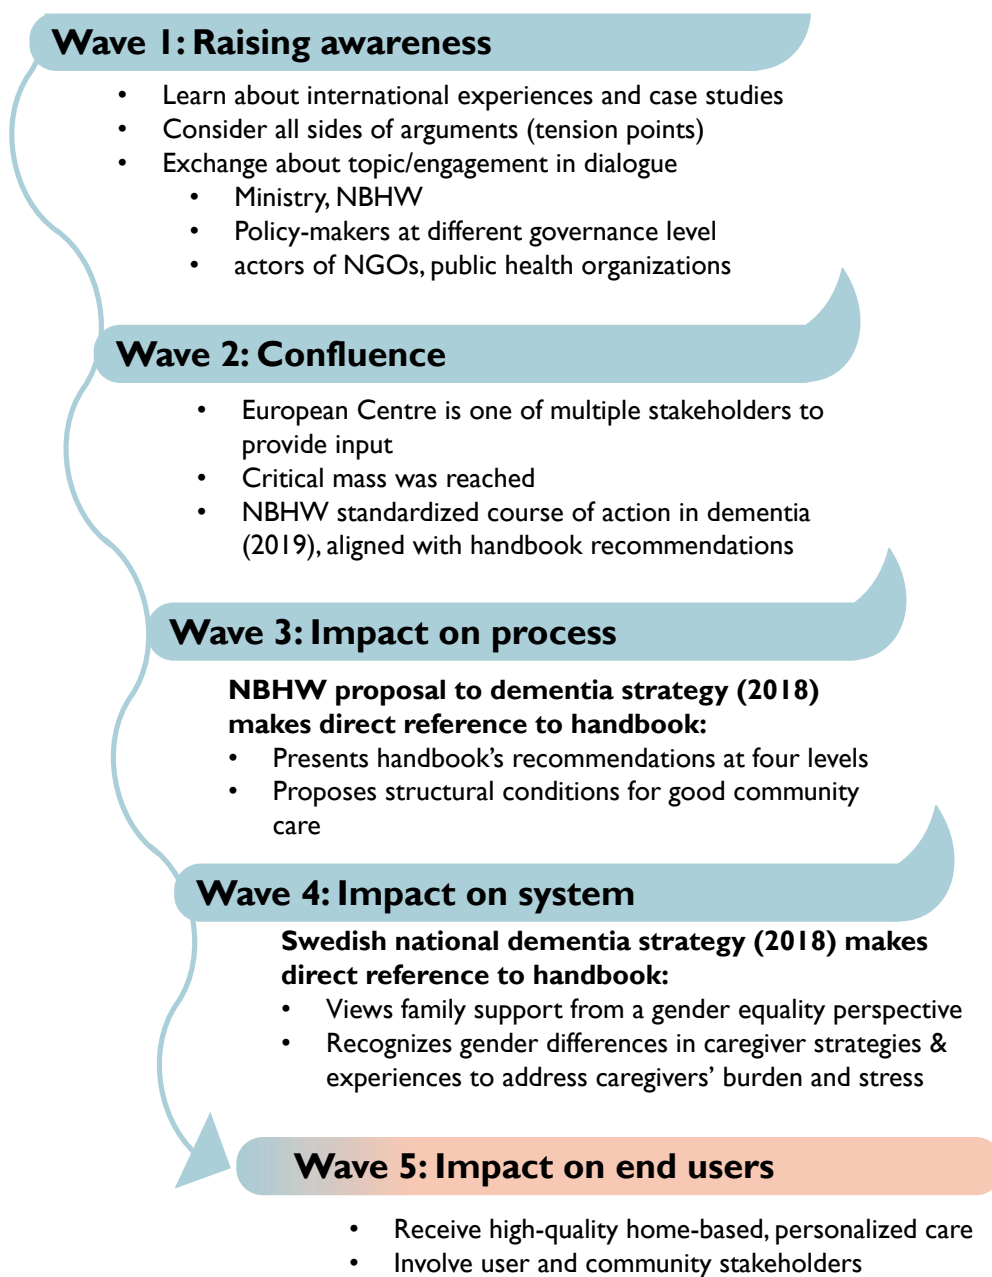 Wave 1: Raising awareness
• Learn about international experiences and case studies
• Consider all sides of arguments (tension points)
• Exchange about topic/engagement in dialogue
• Ministry, NBHW
• Policy-makers at different governance level
• actors of NGOs, public health organizations
Wave 2: Confluence
• European Centre is one of multiple stakeholders to
provide input
• Critical mass was reached
• NBHW standardized course of action in dementia
(2019), aligned with handbook recommendations
Wave 3: Impact on process
NBHW proposal to dementia strategy (2018)
makes direct reference to handbook:
• Presents handbook’s recommendations at four levels
• Proposes structural conditions for good community
care
Wave 4: Impact on system
Swedish national dementia strategy (2018) makes
direct reference to handbook:
• Views family support from a gender equality perspective
• Recognizes gender differences in caregiver strategies &
experiences to address caregivers’ burden and stress
Wave 5: Impact on end users
• Receive high-quality home-based, personalized care
• Involve user and community stakeholders